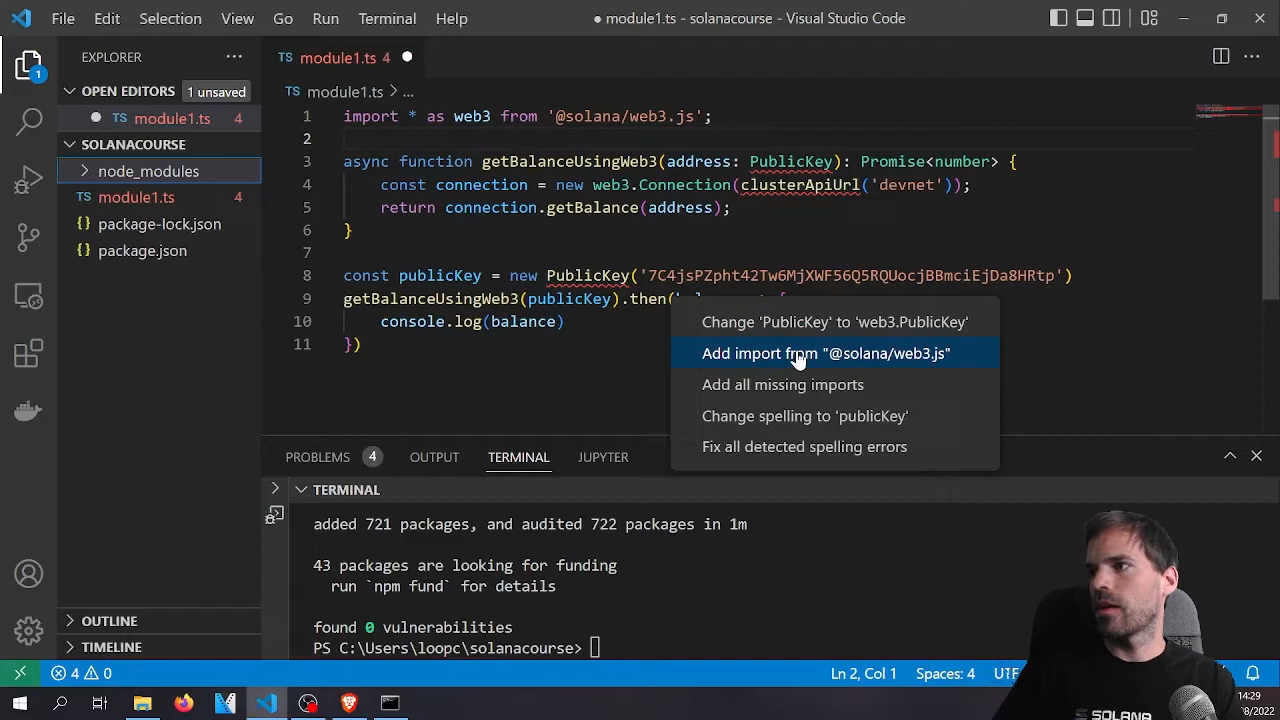 File Edit Selection View Go Run Terminal Help
● module1.ts - solanacourse - Visual Studio Code
EXPLORER
OPEN EDITORS 1 unsaved
TS module1.ts 4
SOLANACOURSE
node_modules
TS module1.ts 4
package-lock.json
package.json
OUTLINE
TIMELINE
1
TS module1.ts 4
TS module1.ts > ...
1 import * as web3 from '@solana/web3.js';
2
3 async function getBalanceUsingWeb3(address: PublicKey): Promise<number> {
4 const connection = new web3.Connection(clusterApiUrl('devnet'));
5 return connection.getBalance(address);
6 }
7
8 const publicKey = new PublicKey('7C4jsPZpht42Tw6MjXWF56Q5RQUocjBBmciEjDa8HRtp')
9 getBalanceUsingWeb3(publicKey).then(
10 console.log(balance)
11 })
Change 'PublicKey' to 'web3.PublicKey'
Add import from "@solana/web3.js"
Add all missing imports
Change spelling to 'publicKey'
Fix all detected spelling errors
PROBLEMS 4 OUTPUT TERMINAL JUPYTER
TERMINAL
added 721 packages, and audited 722 packages in 1m
43 packages are looking for funding
run `npm fund` for details
found 0 vulnerabilities
PS C:\Users\loopc\solanacourse>
4 0 Ln 2, Col 1 Spaces: 4
14:29
8/2022
SOLANA